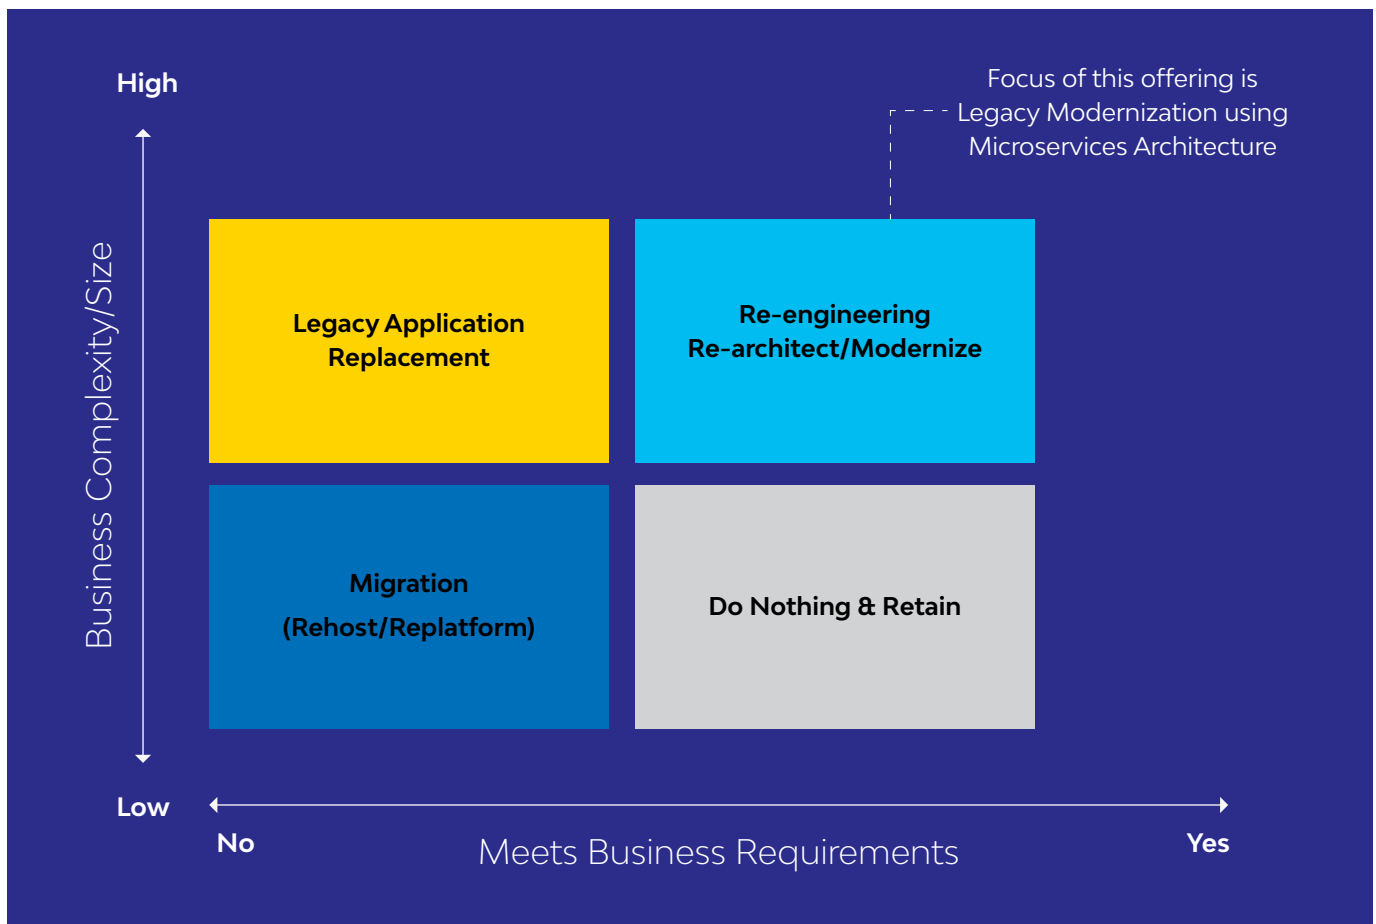 High
Focus of this offering is
Legacy Modernization using
Microservices Architecture
Business Complexity/Size
Legacy Application
Replacement
Re-engineering
Re-architect/Modernize
Migration
(Rehost/Replatform)
Do Nothing & Retain
Low
No
Meets Business Requirements
Yes